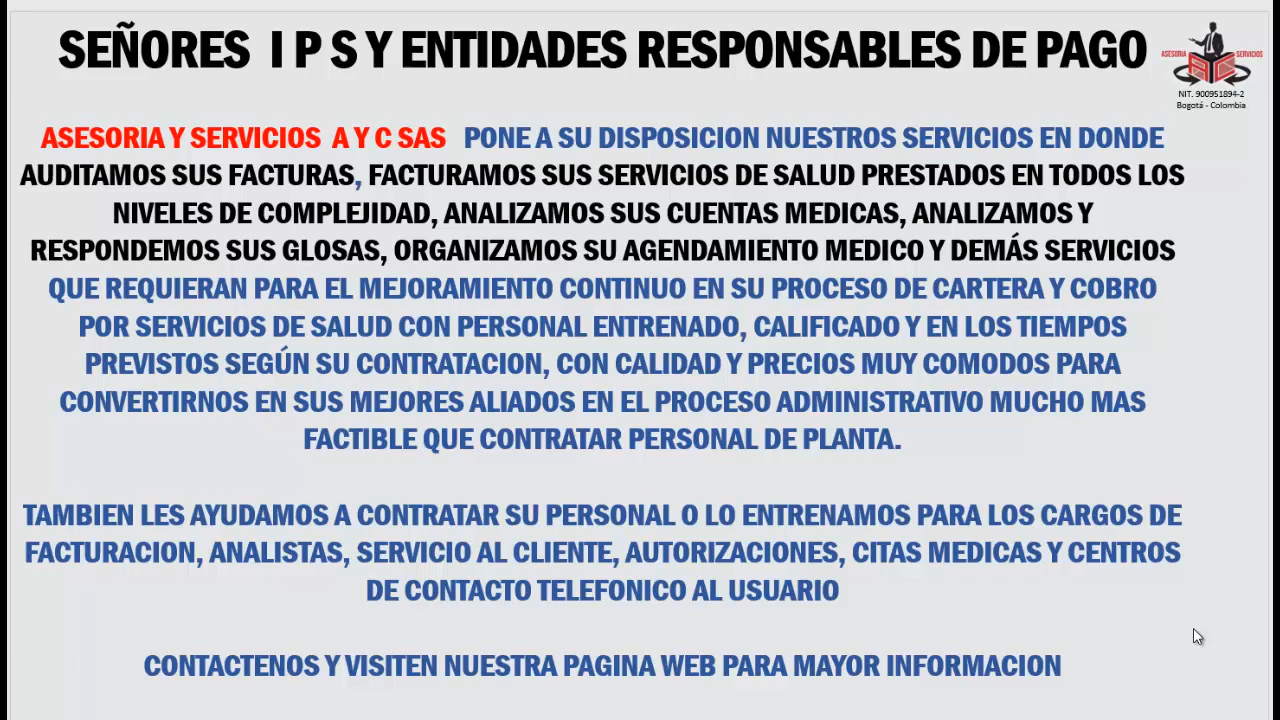 SEÑORES I P S Y ENTIDADES RESPONSABLES DE PAGO
ASESORIA AYC SERVICIOS
NIT. 900951894-2
Bogotá - Colombia
ASESORIA Y SERVICIOS A Y C SAS PONE A SU DISPOSICION NUESTROS SERVICIOS EN DONDE
AUDITAMOS SUS FACTURAS, FACTURAMOS SUS SERVICIOS DE SALUD PRESTADOS EN TODOS LOS
NIVELES DE COMPLEJIDAD, ANALIZAMOS SUS CUENTAS MEDICAS, ANALIZAMOS Y
RESPONDEMOS SUS GLOSAS, ORGANIZAMOS SU AGENDAMIENTO MEDICO Y DEMÁS SERVICIOS
QUE REQUIERAN PARA EL MEJORAMIENTO CONTINUO EN SU PROCESO DE CARTERA Y COBRO
POR SERVICIOS DE SALUD CON PERSONAL ENTRENADO, CALIFICADO Y EN LOS TIEMPOS
PREVISTOS SEGÚN SU CONTRATACION, CON CALIDAD Y PRECIOS MUY COMODOS PARA
CONVERTIRNOS EN SUS MEJORES ALIADOS EN EL PROCESO ADMINISTRATIVO MUCHO MAS
FACTIBLE QUE CONTRATAR PERSONAL DE PLANTA.
TAMBIEN LES AYUDAMOS A CONTRATAR SU PERSONAL O LO ENTRENAMOS PARA LOS CARGOS DE
FACTURACION, ANALISTAS, SERVICIO AL CLIENTE, AUTORIZACIONES, CITAS MEDICAS Y CENTROS
DE CONTACTO TELEFONICO AL USUARIO
CONTACTENOS Y VISITEN NUESTRA PAGINA WEB PARA MAYOR INFORMACION